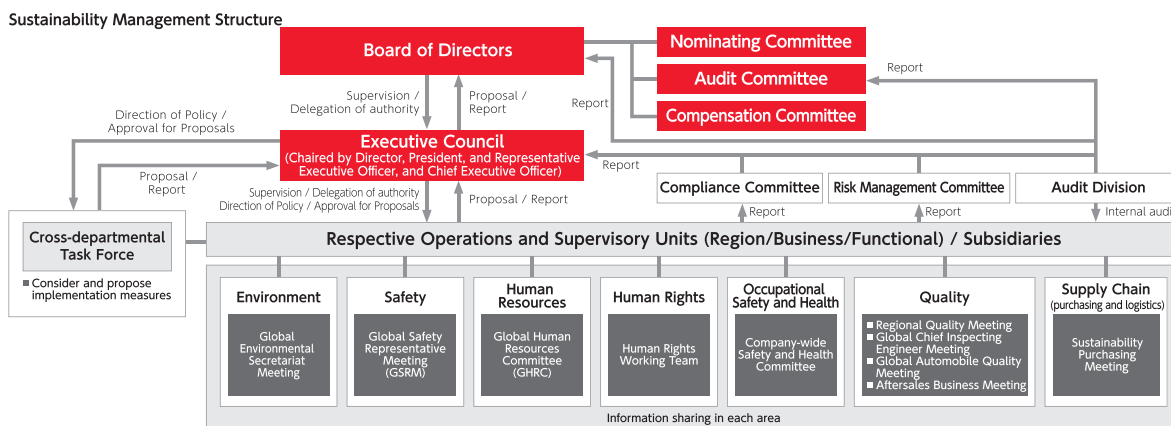 Sustainability Management Structure
Board of Directors
Nominating Committee
Audit Committee
Compensation Committee
Report
Report
Supervision /
Delegation of authority
Proposal /
Report
Direction of Policy /
Approval for Proposals
Executive Council
(Chaired by Director, President, and Representative
Executive Officer, and Chief Executive Officer)
Report
Proposal /
Report
Supervision / Delegation of authority
Direction of Policy / Approval for Proposals
Proposal / Report
Compliance Committee
Risk Management Committee
Audit Division
Report
Report
Internal audi
Cross-departmental
Task Force
Consider and propose
implementation measures
Respective Operations and Supervisory Units (Region/Business/Functional) / Subsidiaries
Environment
Global
Environmental
Secretariat
Meeting
Safety
Global Safety
Representative
Meeting
(GSRM)
Human
Resources
Global Human
Resources
Committee
(GHRC)
Human Rights
Human Rights
Working Team
Occupational
Safety and Health
Company-wide
Safety and Health
Committee
Quality
Regional Quality Meeting
Global Chief Inspecting
Engineer Meeting
Global Automobile Quality
Meeting
Aftersales Business Meeting
Supply Chain
(purchasing and logistics)
Sustainability
Purchasing
Meeting
Information sharing in each area